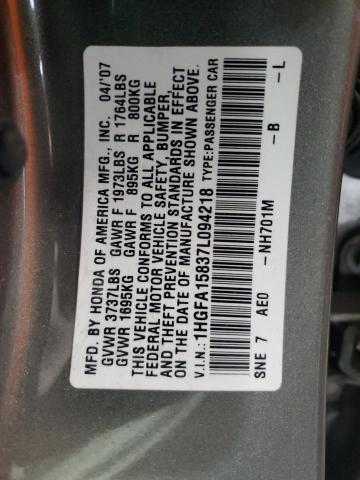 MFD. BY HONDA OF AMERICA MFG., INC. 04/'07
GVWR 3737LBS GAWR F 1973LBS R 1764LBS
GVWR 1695KG GAWR F 895KG R 800KG
THIS VEHICLE CONFORMS TO ALL APPLICABLE
FEDERAL MOTOR VEHICLE SAFETY, BUMPER,
AND THEFT PREVENTION STANDARDS IN EFFECT
ON THE DATE OF MANUFACTURE SHOWN ABOVE.
V.I.N.: 1HGFA15837L094218 TYPE:PASSENGER CAR
SNE 7 AE0 -NH701M -B -L